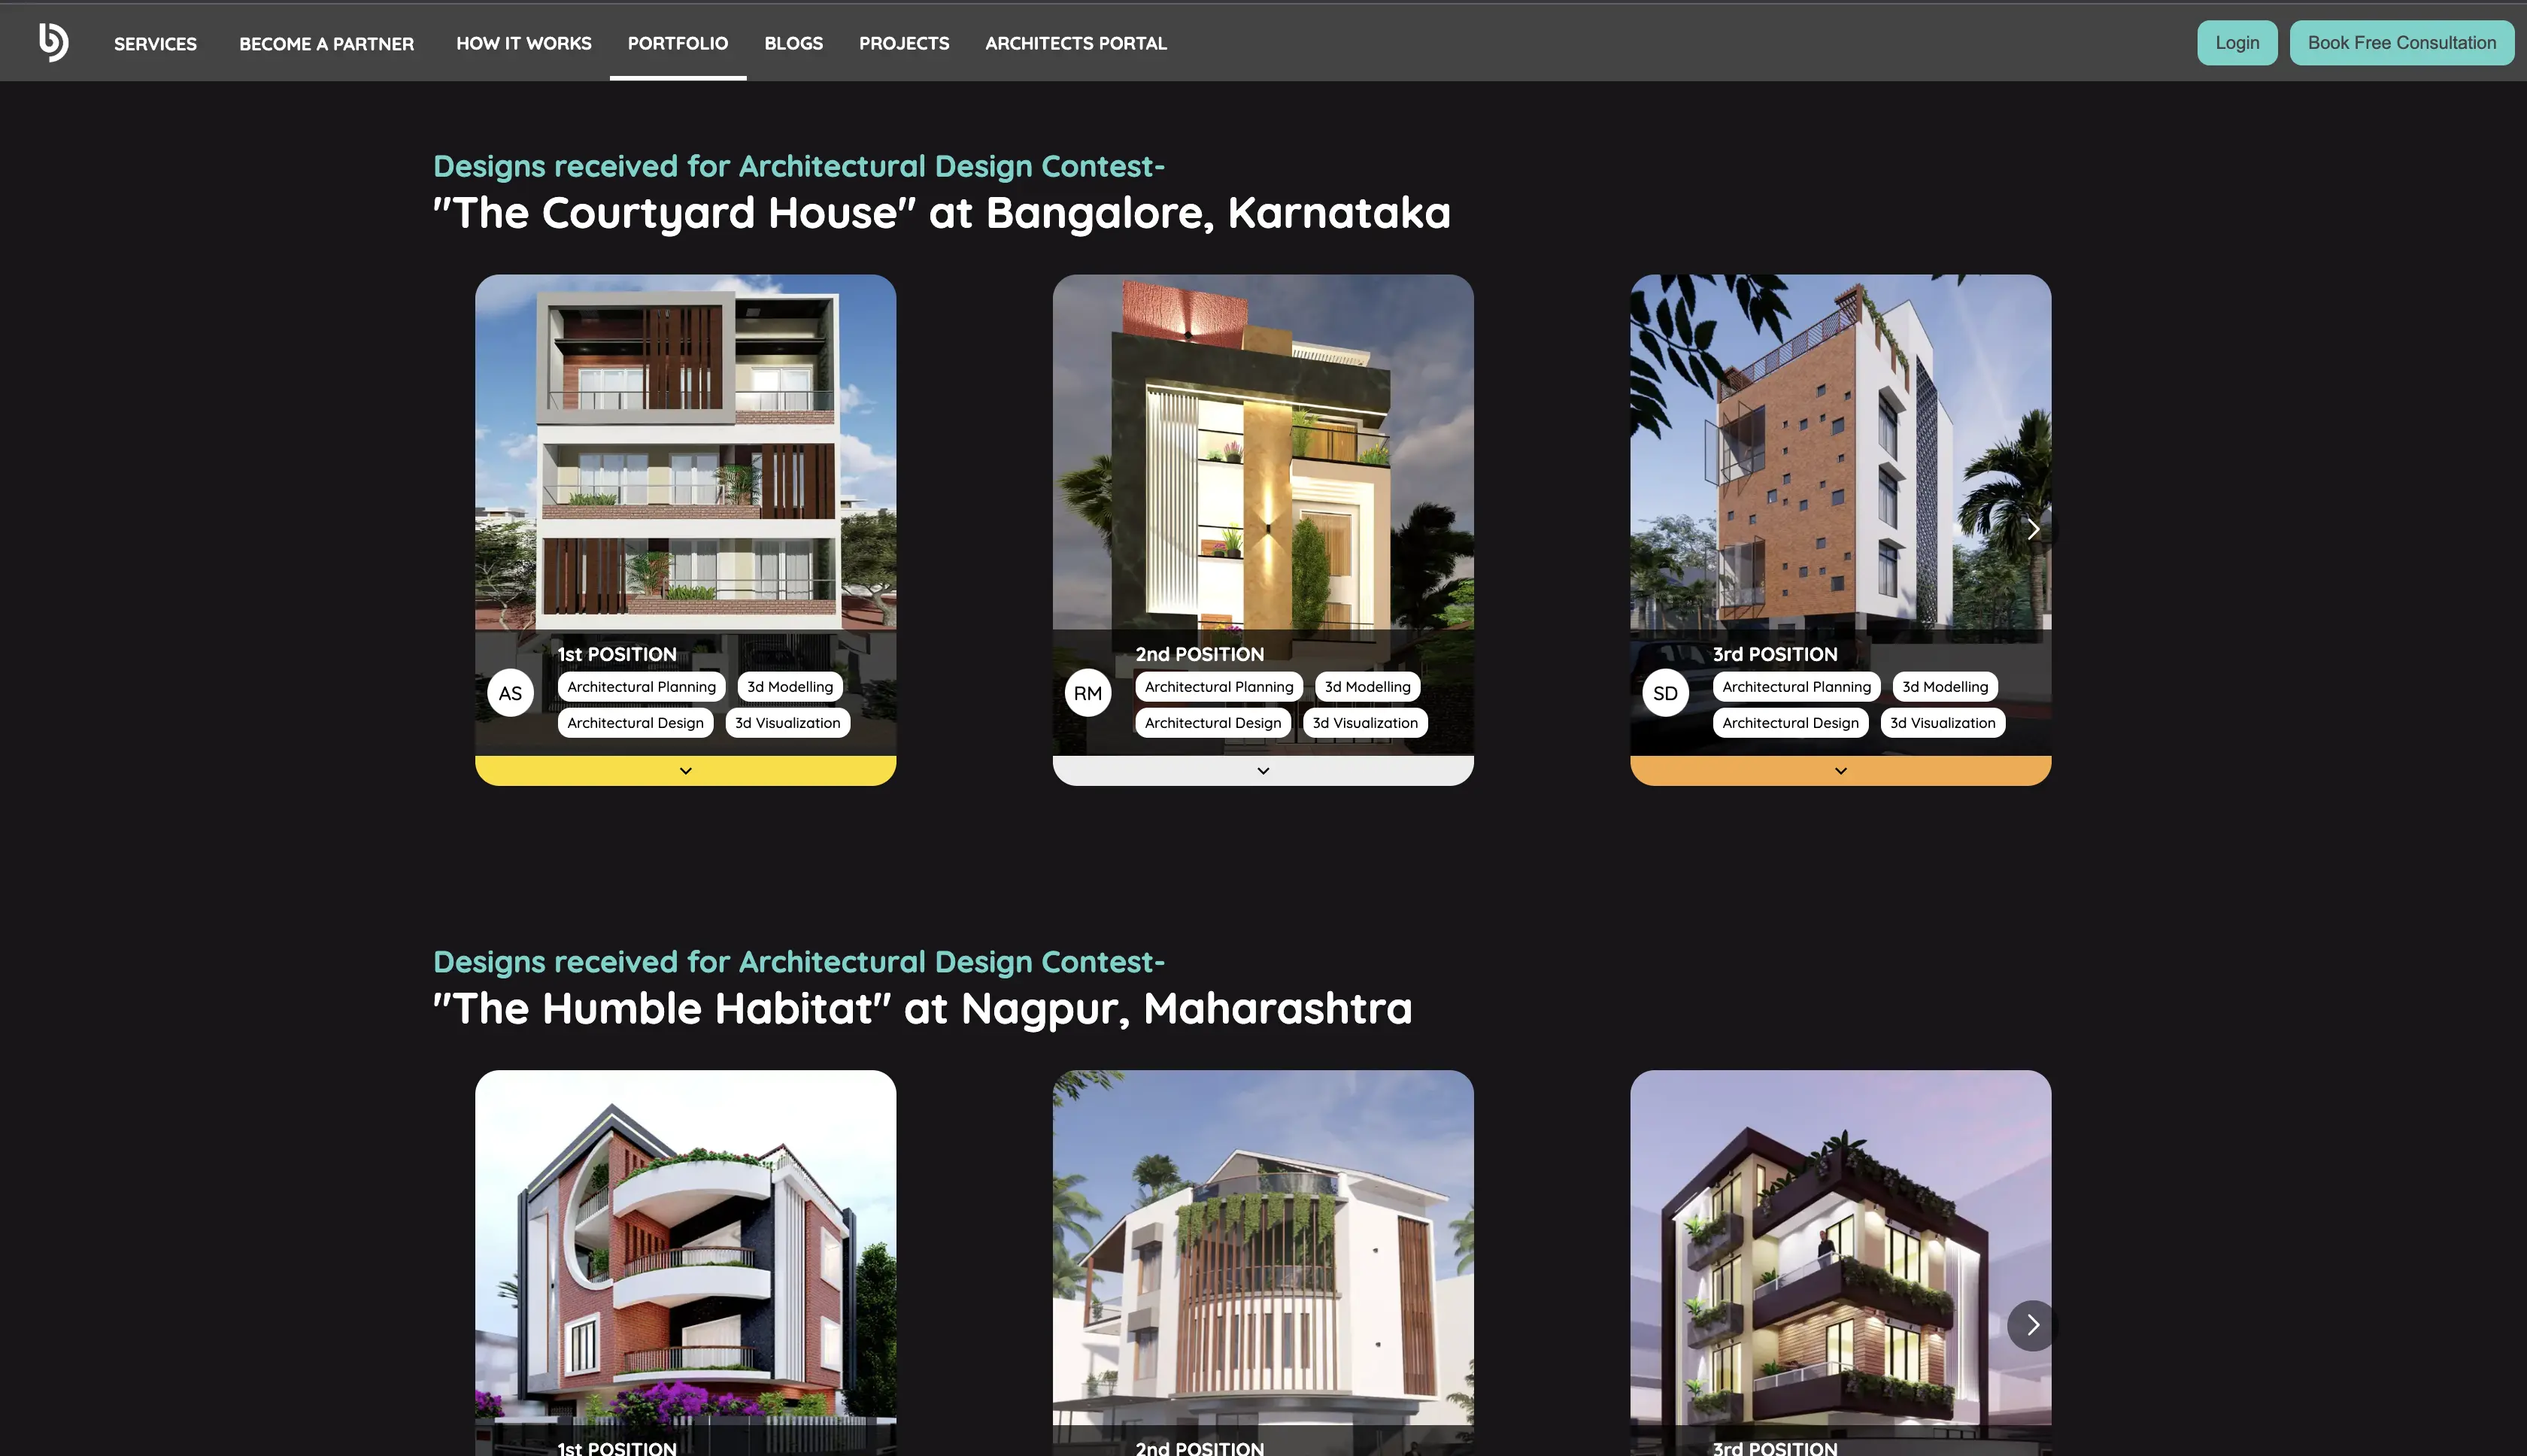 SERVICES BECOME A PARTNER HOW IT WORKS PORTFOLIO BLOGS PROJECTS ARCHITECTS PORTAL Login Book Free Consultation
Designs received for Architectural Design Contest-
"The Courtyard House" at Bangalore, Karnataka
AS
1st POSITION
Architectural Planning 3d Modelling
Architectural Design 3d Visualization
RM
2nd POSITION
Architectural Planning 3d Modelling
Architectural Design 3d Visualization
SD
3rd POSITION
Architectural Planning 3d Modelling
Architectural Design 3d Visualization
Designs received for Architectural Design Contest-
"The Humble Habitat" at Nagpur, Maharashtra
1st POSITION
2nd POSITION
3rd POSITION